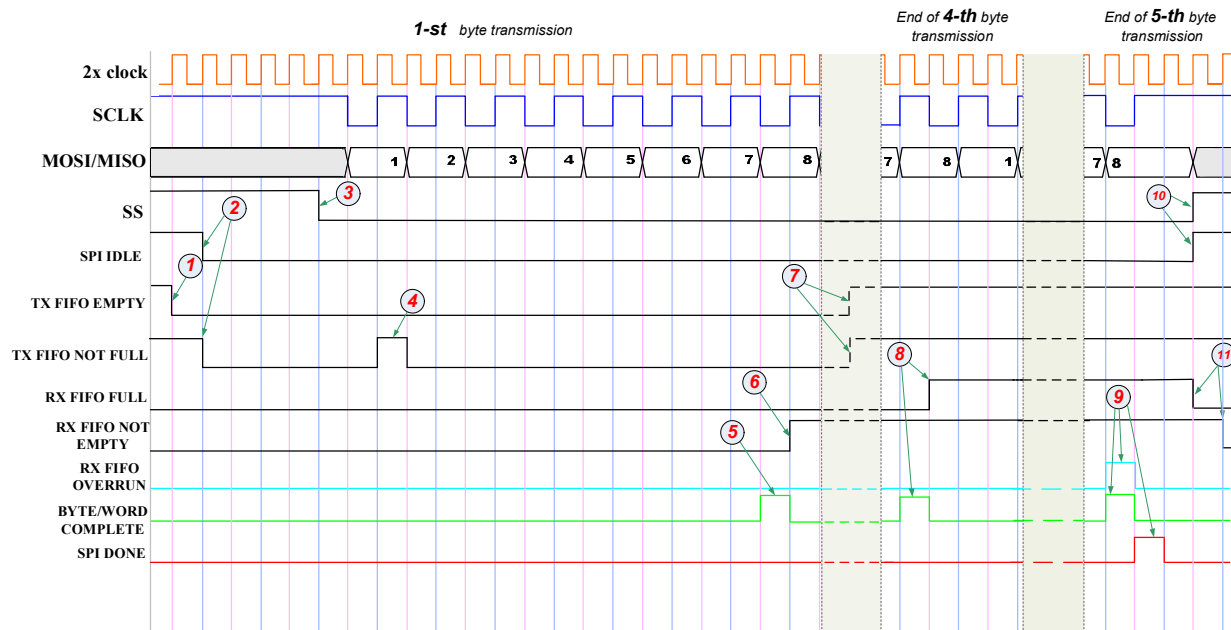 1-st byte transmission
End of 4-th byte
transmission
End of 5-th byte
transmission
2x clock
SCLK
MOSI/MISO
1 2 3 4 5 6 7 8 7 8 1 7 8
SS
3
2
10
SPI IDLE
1
TX FIFO EMPTY
4
7
TX FIFO NOT FULL
8
11
RX FIFO FULL
6
9
RX FIFO NOT
EMPTY
5
RX FIFO
OVERRUN
BYTE/WORD
COMPLETE
SPI DONE